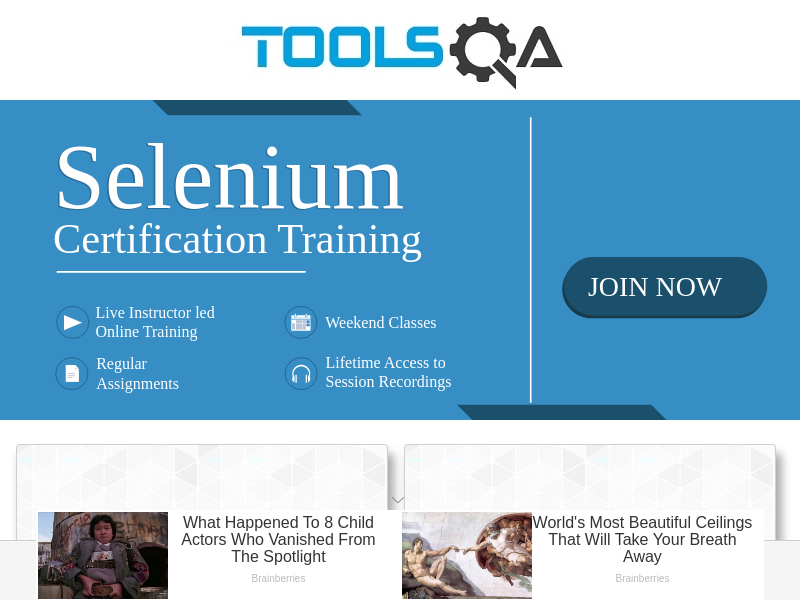 TOOLSQA
Selenium
Certification Training
JOIN NOW
Live Instructor led
Online Training
Weekend Classes
Regular
Assignments
Lifetime Access to
Session Recordings
What Happened To 8 Child
Actors Who Vanished From
The Spotlight
Brainberries
World's Most Beautiful Ceilings
That Will Take Your Breath
Away
Brainberries